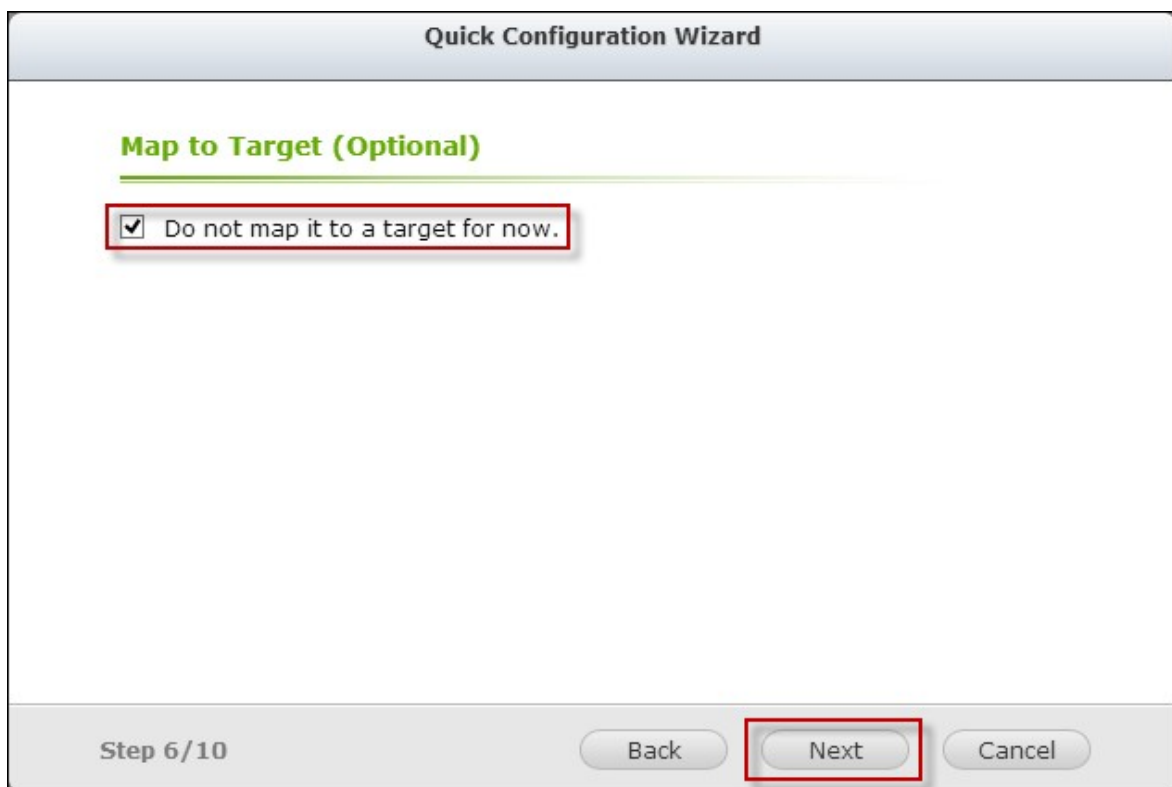 Quick Configuration Wizard
Map to Target (Optional)
Do not map it to a target for now.
Step 6/10
Back
Next
Cancel